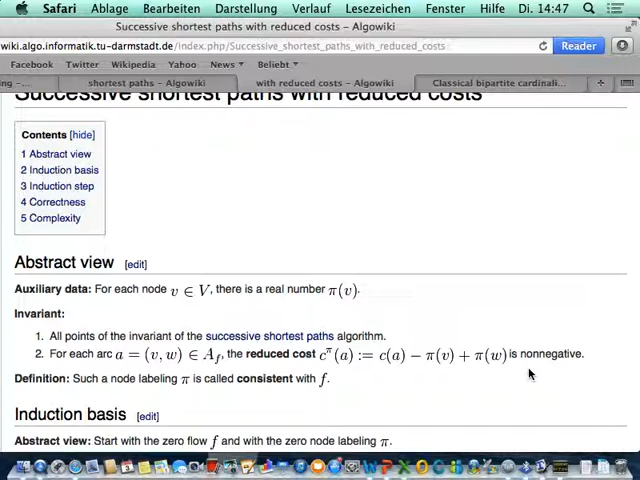 Safari Ablage Bearbeiten Darstellung Verlauf Lesezeichen Fenster Hilfe Di. 14:47
Successful shortest paths with reduced costs - Algowiki
wiki.algo.informatik.tu-darmstadt.de/index.php/Successive_shortest_paths_with_reduced_costs Reader
Facebook Twitter Wikipedia Yahoo News ▾ Beliebt ▾
ng – ... shortest paths - Algowiki with reduced costs - Algowiki Classical bipartite cardinali... +
Successive shortest paths with reduced costs
Contents [hide]
1 Abstract view
2 Induction basis
3 Induction step
4 Correctness
5 Complexity
Abstract view [edit]
Auxiliary data: For each node v ∈ V, there is a real number π(v).
Invariant:
1. All points of the invariant of the successive shortest paths algorithm.
2. For each arc a = (v, w) ∈ A_f, the reduced cost c^π(a) := c(a) − π(v) + π(w) is nonnegative.
Definition: Such a node labeling π is called consistent with f.
Induction basis [edit]
Abstract view: Start with the zero flow f and with the zero node labeling π.